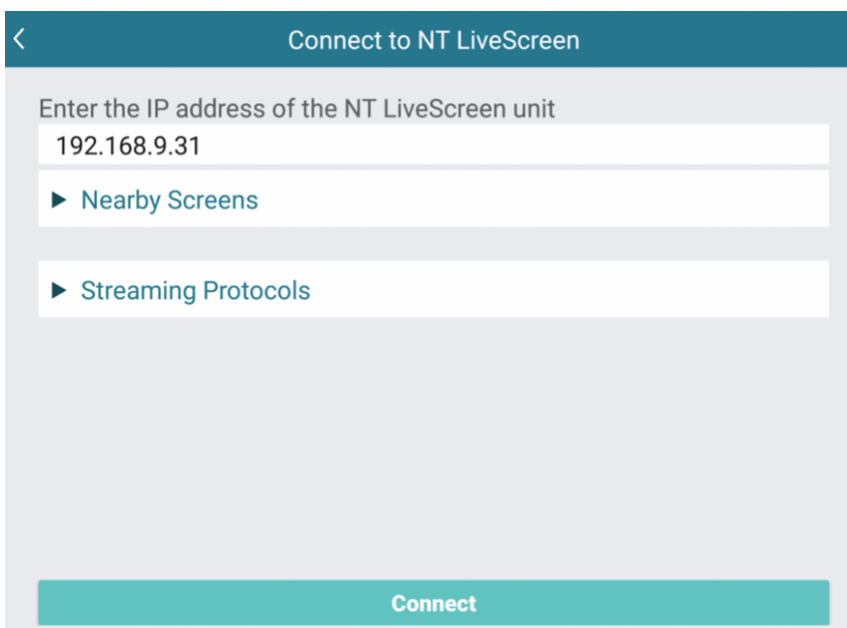 Connect to NT LiveScreen
Enter the IP address of the NT LiveScreen unit
192.168.9.31
Nearby Screens
Streaming Protocols
Connect